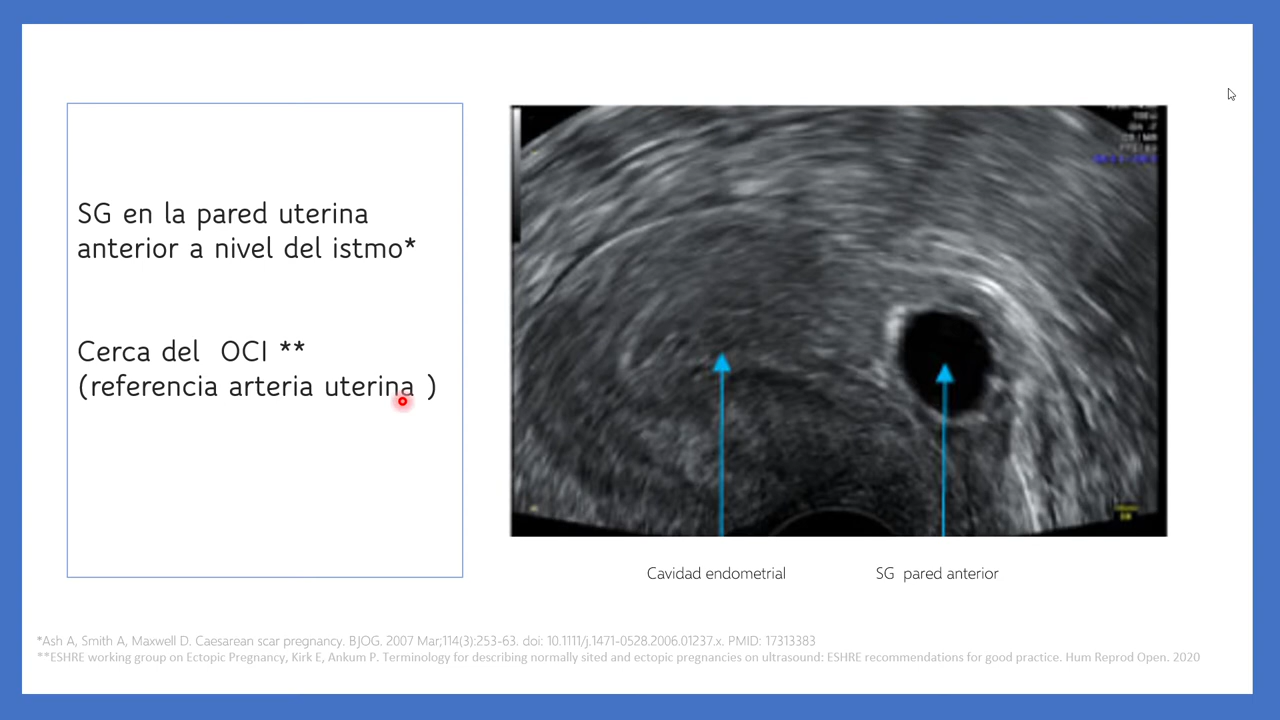 SG en la pared uterina
anterior a nivel del istmo*
Cerca del  OCI **
(referencia arteria uterina )
Cavidad endometrial
SG  pared anterior
*Ash A, Smith A, Maxwell D. Caesarean scar pregnancy. BJOG. 2007 Mar;114(3):253-63. doi: 10.1111/j.1471-0528.2006.01237.x. PMID: 17313383
**ESHRE working group on Ectopic Pregnancy, Kirk E, Ankum P. Terminology for describing normally sited and ectopic pregnancies on ultrasound: ESHRE recommendations for good practice. Hum Reprod Open. 2020